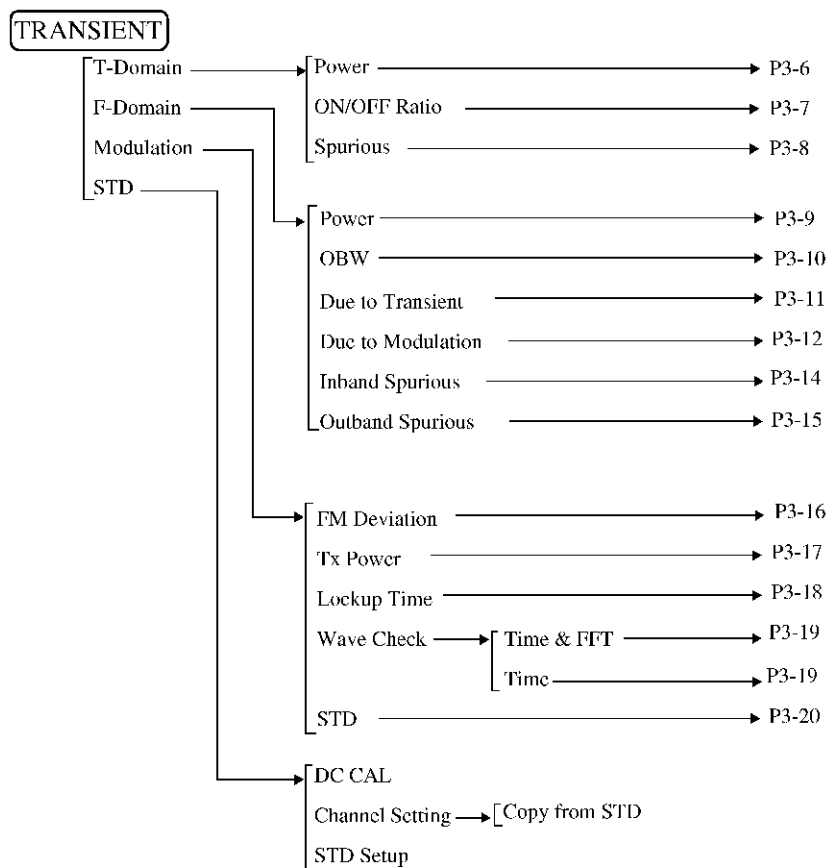 TRANSIENT
T-Domain
F-Domain
Modulation
STD
Power P3-6
ON/OFF Ratio P3-7
Spurious P3-8
Power P3-9
OBW P3-10
Due to Transient P3-11
Due to Modulation P3-12
Inband Spurious P3-14
Outband Spurious P3-15
FM Deviation P3-16
Tx Power P3-17
Lockup Time P3-18
Wave Check Time & FFT P3-19
Time P3-19
STD P3-20
DC CAL
Channel Setting Copy from STD
STD Setup